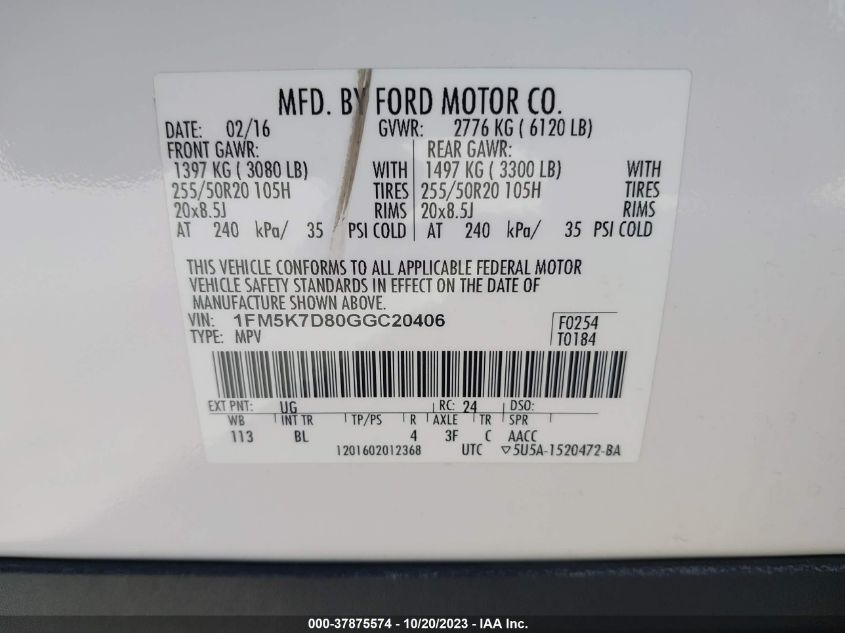 MFD. BY FORD MOTOR CO.
DATE: 02/16 GVWR: 2776 KG ( 6120 LB)
FRONT GAWR: REAR GAWR:
1397 KG ( 3080 LB) WITH 1497 KG ( 3300 LB) WITH
255/50R20 105H TIRES 255/50R20 105H TIRES
20x8.5J RIMS 20x8.5J RIMS
AT 240 kPa/ 35 PSI COLD AT 240 kPa/ 35 PSI COLD
THIS VEHICLE CONFORMS TO ALL APPLICABLE FEDERAL MOTOR
VEHICLE SAFETY STANDARDS IN EFFECT ON THE DATE OF
MANUFACTURE SHOWN ABOVE.
VIN: 1FM5K7D80GGC20406 F0254
TYPE: MPV T0184
EXT PNT: UG RC: 24 DSO:
WB INT TR TP/PS R AXLE TR SPR
113 BL 4 3F C AACC
1201602012368 UTC ▽5U5A-1520472-BA
000-37875574 - 10/20/2023 - IAA Inc.